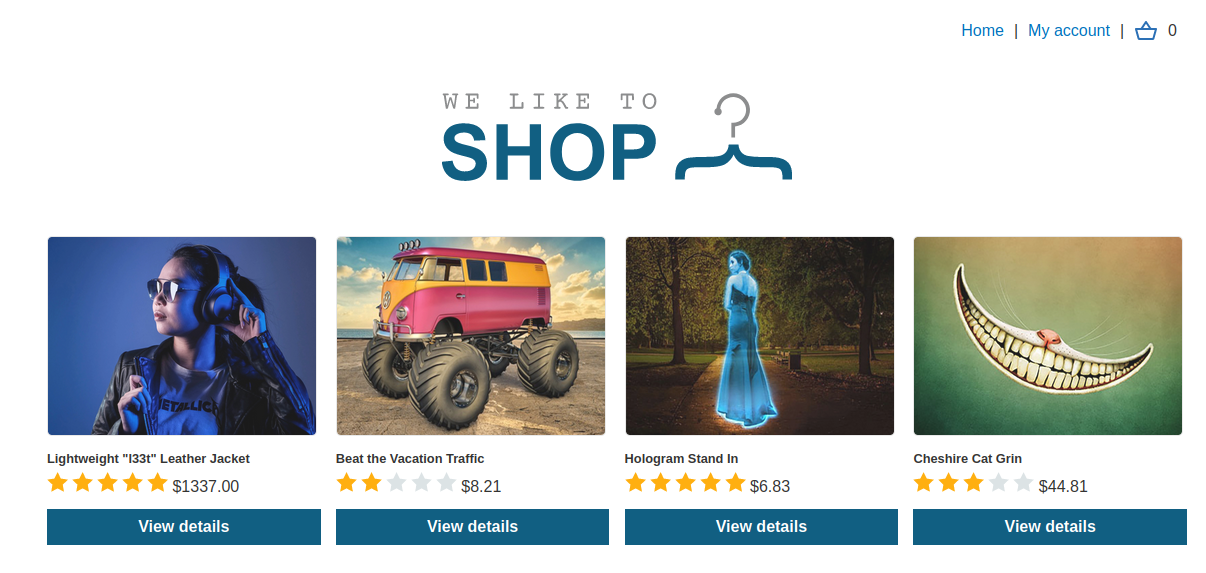 Home | My account | 0
WE LIKE TO
SHOP
METALLICA
Lightweight "l33t" Leather Jacket
Beat the Vacation Traffic
Hologram Stand In
Cheshire Cat Grin
$1337.00
$8.21
$6.83
$44.81
View details
View details
View details
View details